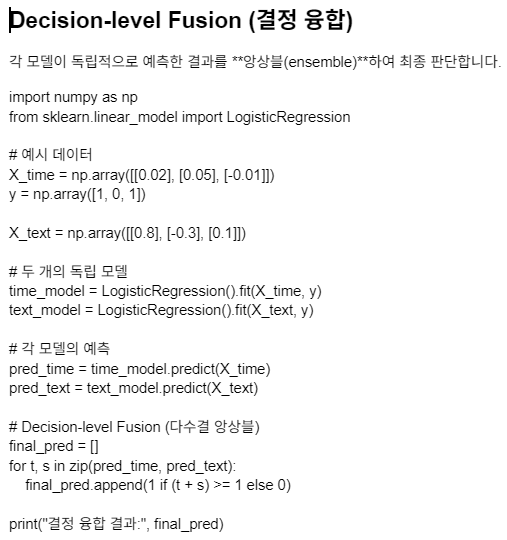 Decision-level Fusion (결정 융합)
각 모델이 독립적으로 예측한 결과를 **앙상블(ensemble)**하여 최종 판단합니다.
import numpy as np
from sklearn.linear_model import LogisticRegression
# 예시 데이터
X_time = np.array([[0.02], [0.05], [-0.01]])
y = np.array([1, 0, 1])
X_text = np.array([[0.8], [-0.3], [0.1]])
# 두 개의 독립 모델
time_model = LogisticRegression().fit(X_time, y)
text_model = LogisticRegression().fit(X_text, y)
# 각 모델의 예측
pred_time = time_model.predict(X_time)
pred_text = text_model.predict(X_text)
# Decision-level Fusion (다수결 앙상블)
final_pred = []
for t, s in zip(pred_time, pred_text):
    final_pred.append(1 if (t + s) >= 1 else 0)
print("결정 융합 결과:", final_pred)